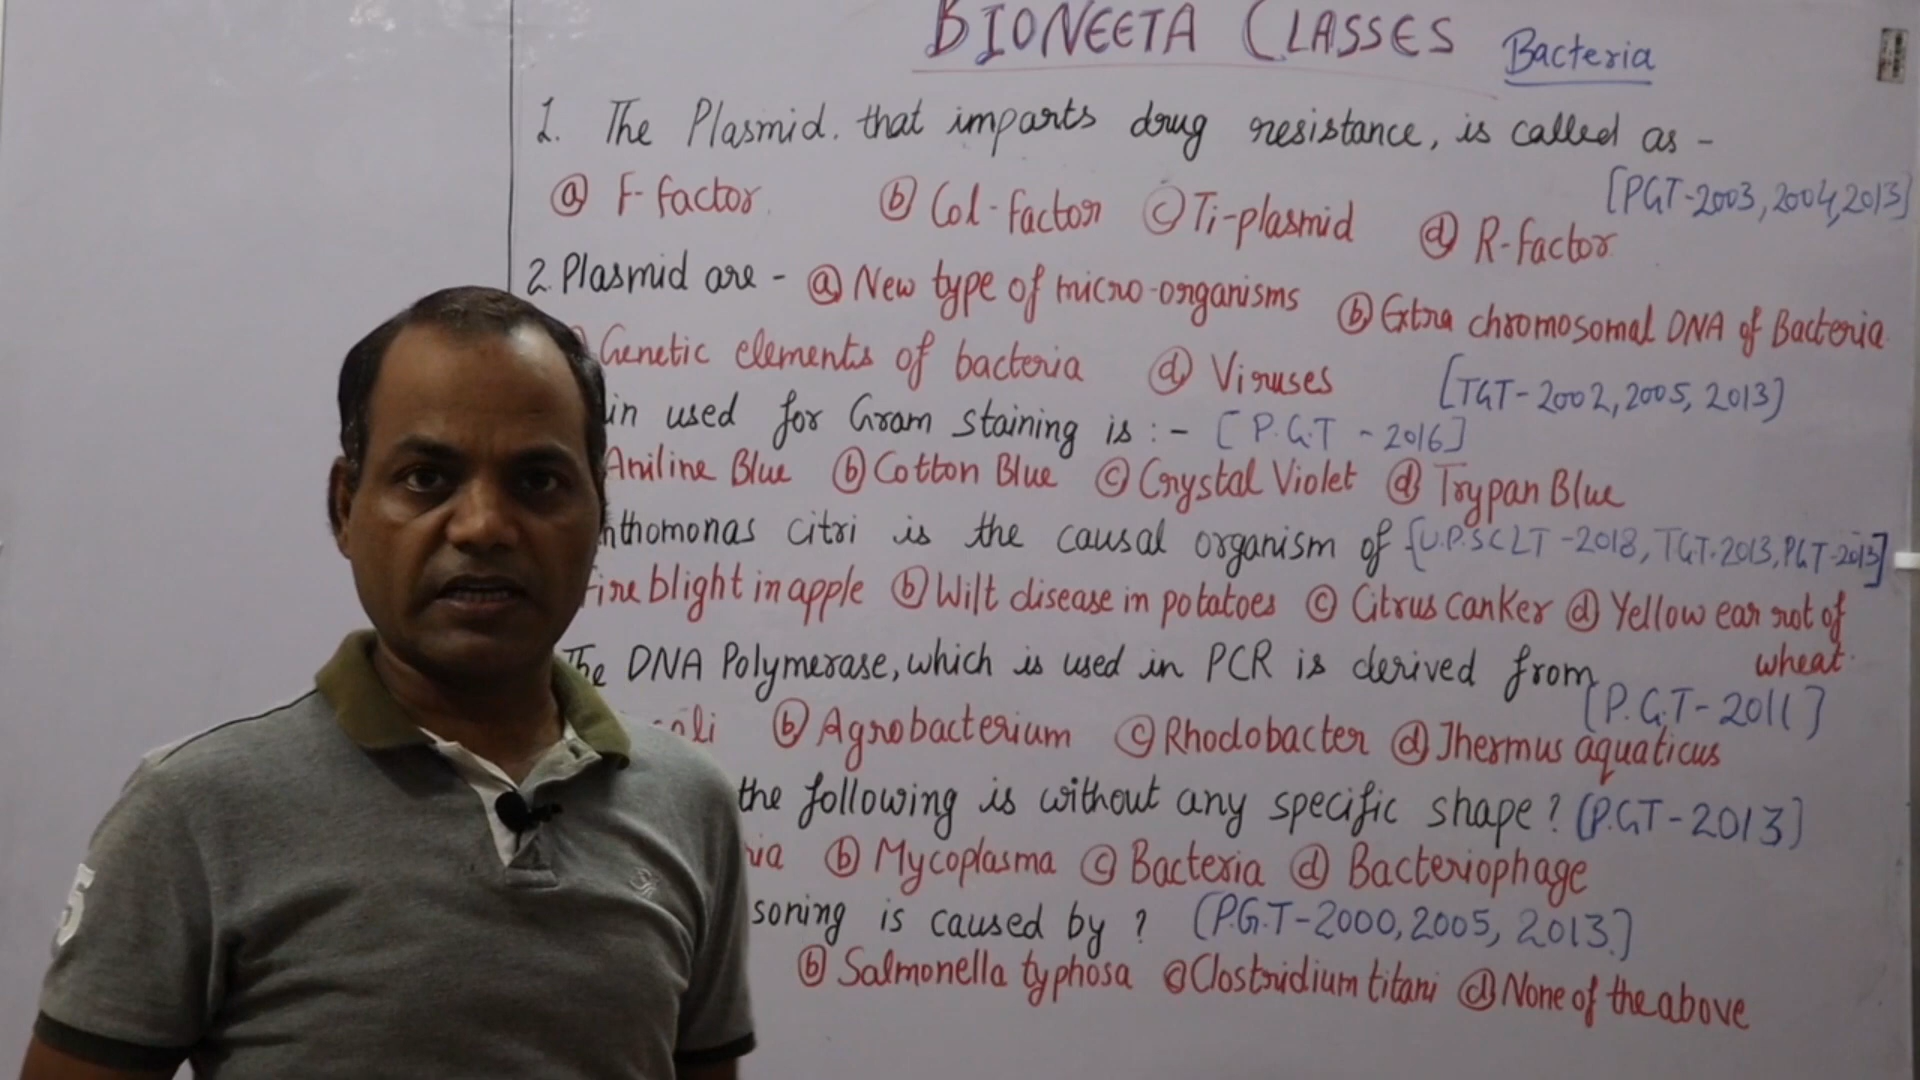 BIONEETA CLASSES Bacteria
1. The Plasmid. that imparts drug resistance, is called as -
[PGT-2003, 2004, 2013]
(a) F-factor. (b) Col-factor (c) Ti-plasmid (d) R-factor
2. Plasmid are - (a) New type of micro-organisms (b) Extra chromosomal DNA of Bacteria
Genetic elements of bacteria (d) Viruses [TGT-2002, 2005, 2013]
in used for Gram staining is :- [P.G.T - 2016]
Aniline Blue (b) Cotton Blue (c) Crystal Violet (d) Trypan Blue
nthomonas citri is the causal organism of [U.P.SCLT-2018, TGT-2013, PGT-2013]
Fire blight in apple (b) Wilt disease in potatoes (c) Citrus canker (d) Yellow ear rot of
wheat.
The DNA Polymerase, which is used in PCR is derived from
[P.G.T-2011]
oli (b) Agrobacterium (c) Rhodobacter (d) Thermus aquaticus
the following is without any specific shape? (P.GT-2013)
ria (b) Mycoplasma (c) Bacteria (d) Bacteriophage
soning is caused by ? (P.G.T-2000, 2005, 2013.]
(b) Salmonella typhosa (c) Clostridium titani (d) None of the above
5